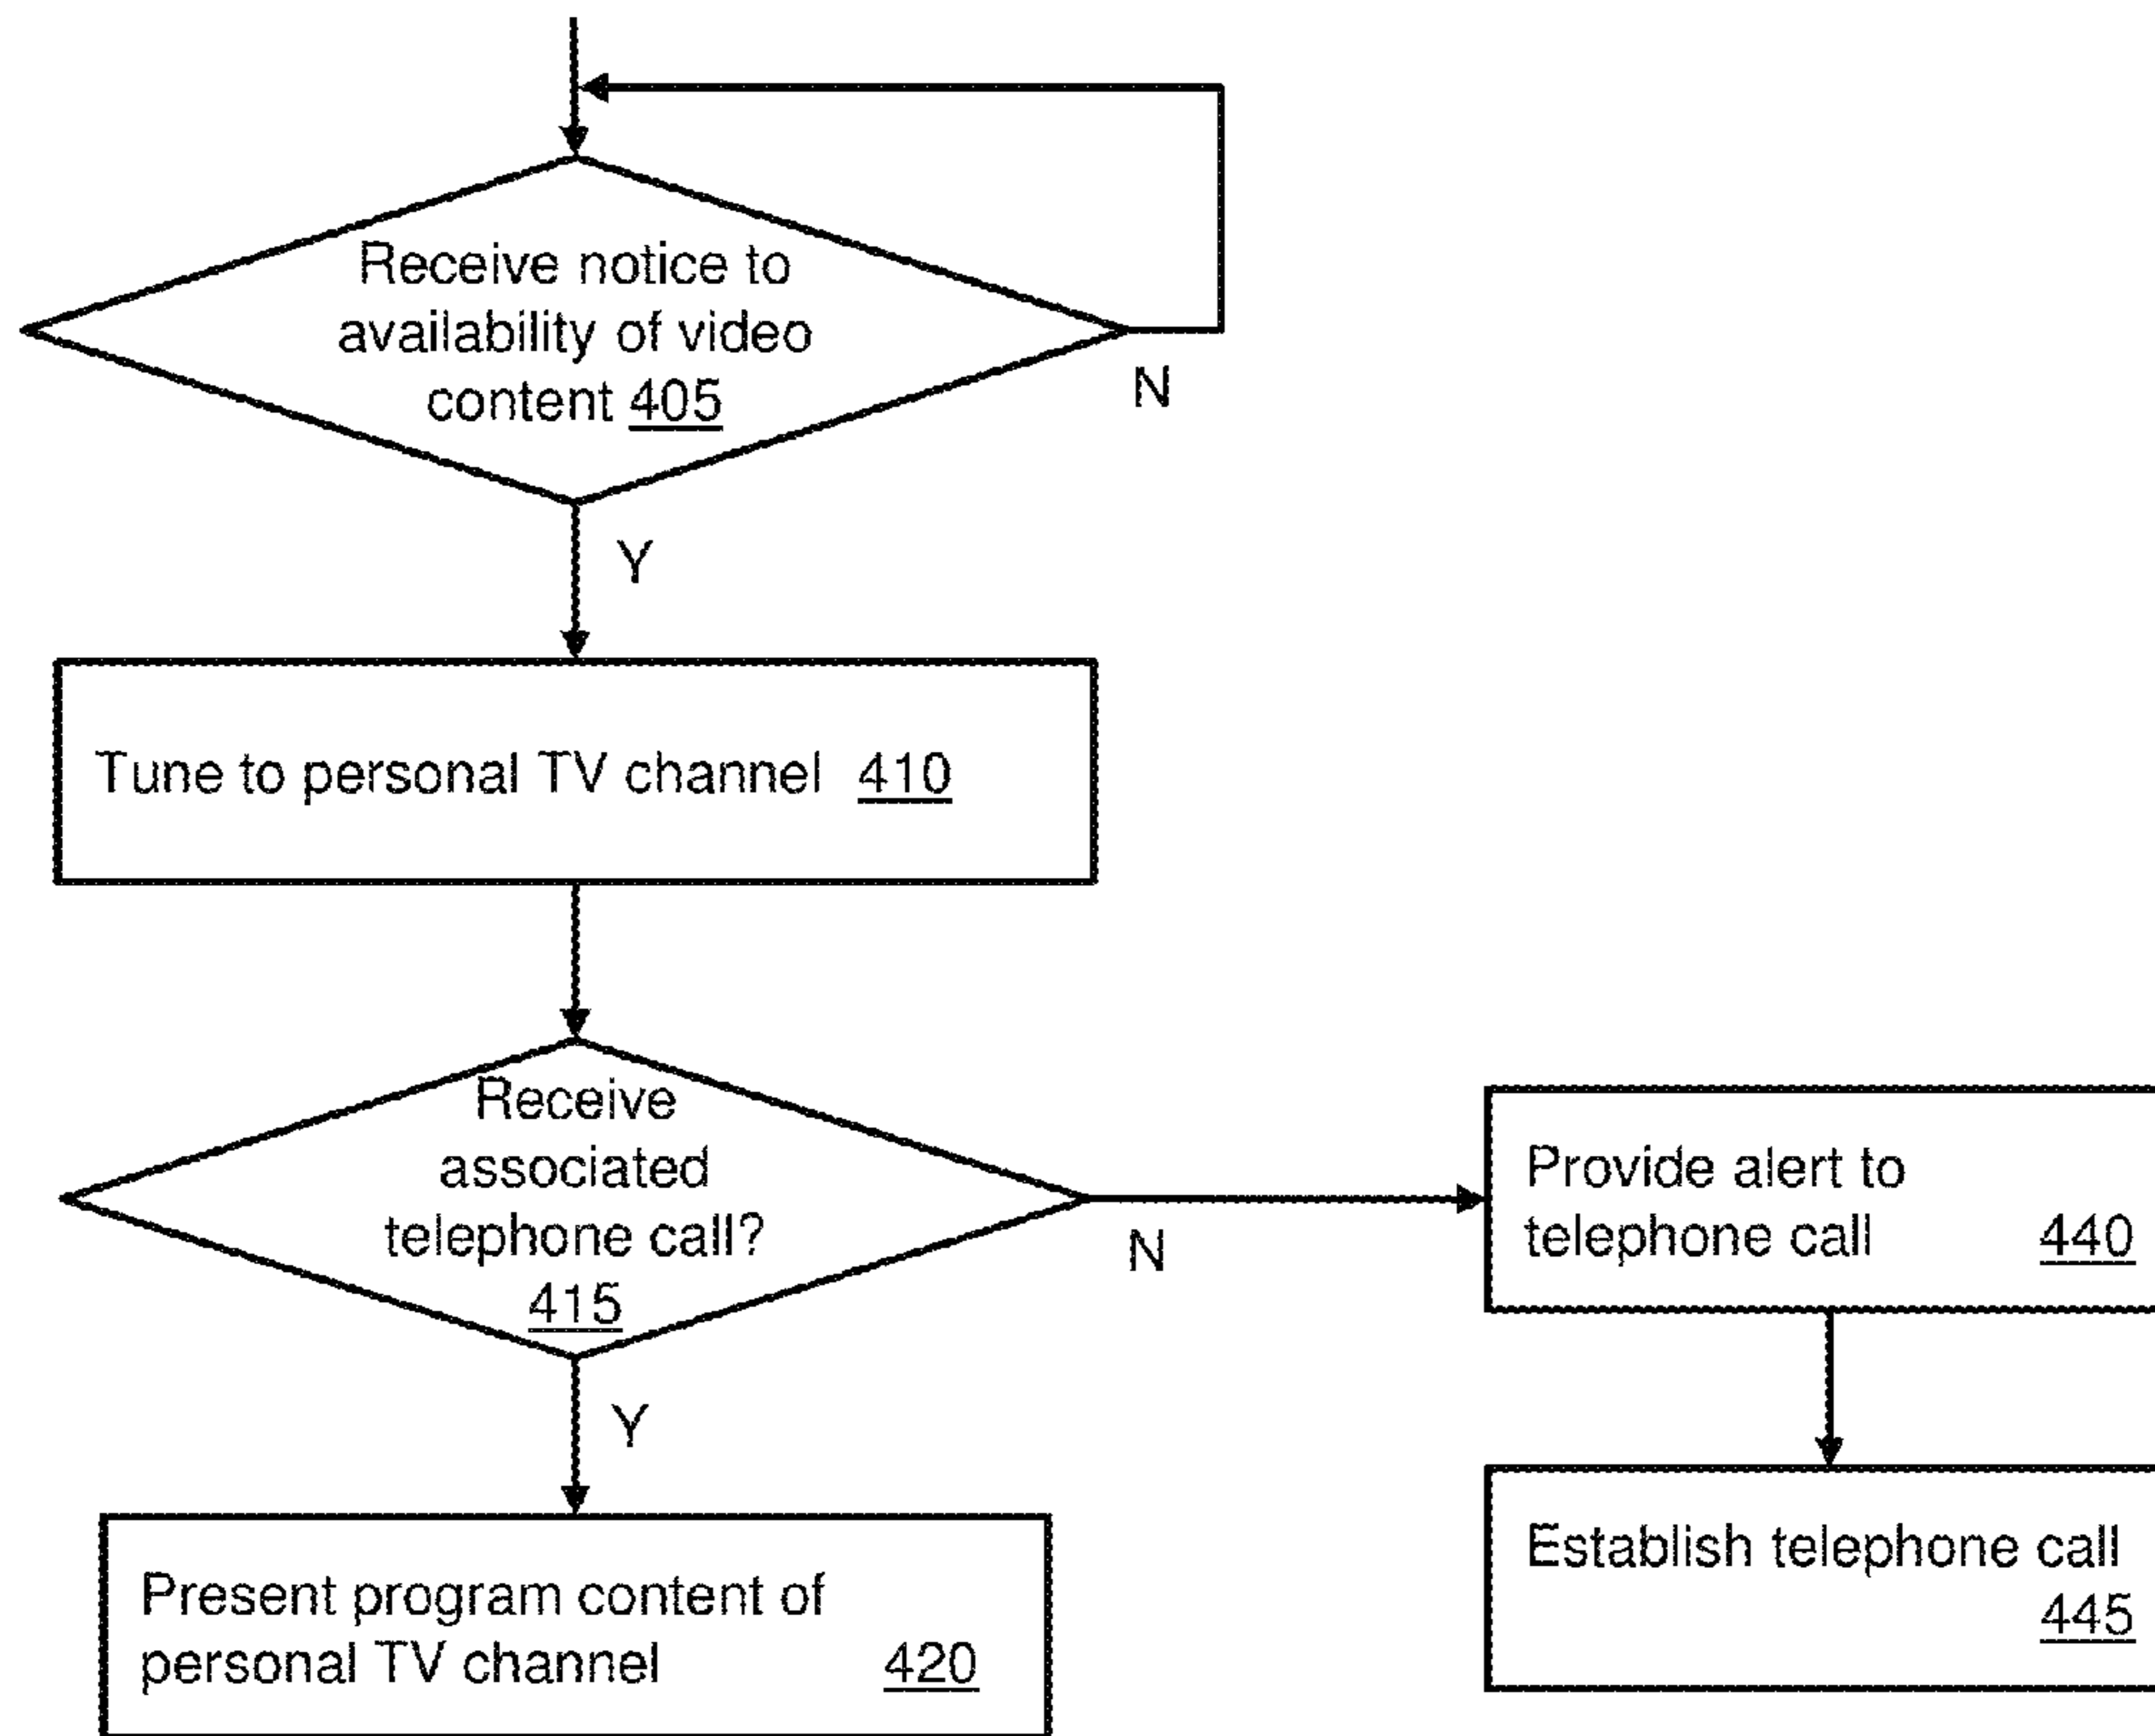 Receive notice to
availability of video
content 405
N
Y
Tune to personal TV channel 410
Receive
associated
telephone call?
415
N
Y
Provide alert to
telephone call 440
Establish telephone call
445
Present program content of
personal TV channel 420